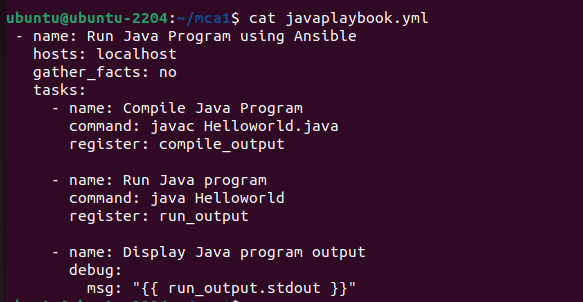 ubuntu@ubuntu-2204:~/mca1$ cat javaplaybook.yml
 - name: Run Java Program using Ansible
   hosts: localhost
   gather_facts: no
   tasks:
     - name: Compile Java Program
       command: javac Helloworld.java
       register: compile_output

     - name: Run Java program
       command: java Helloworld
       register: run_output

     - name: Display Java program output
       debug:
         msg: "{{ run_output.stdout }}"